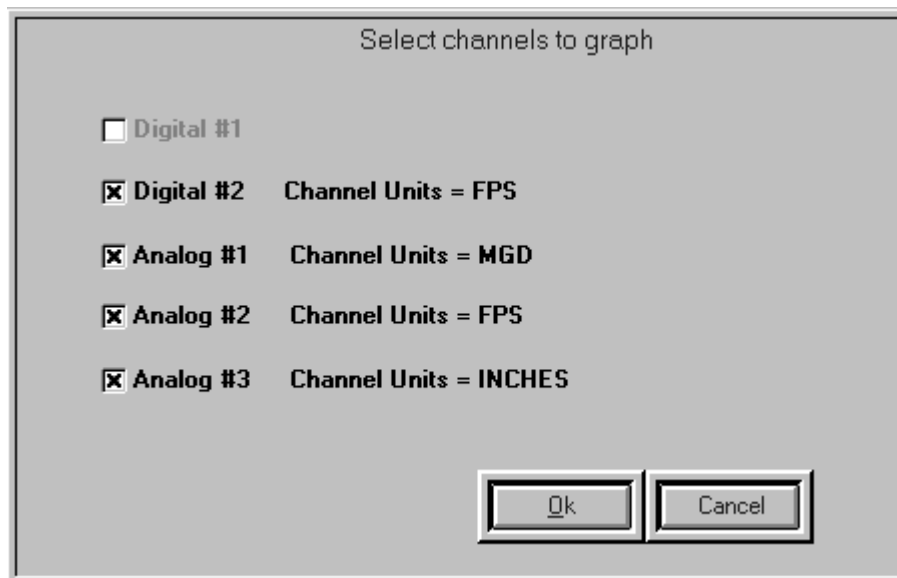 Select channels to graph
Digital #1
Digital #2 Channel Units = FPS
Analog #1 Channel Units = MGD
Analog #2 Channel Units = FPS
Analog #3 Channel Units = INCHES
Ok Cancel